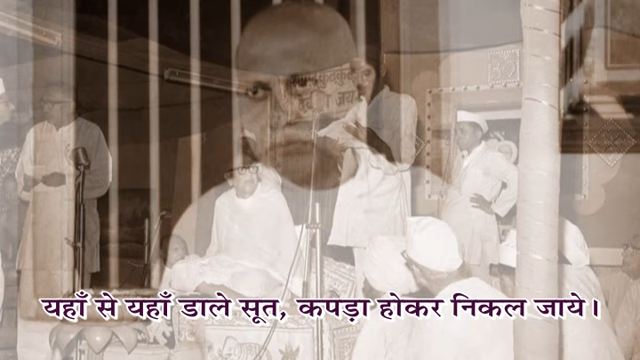 यहाँ से यहाँ डाले सूत, कपड़ा होकर निकल जाये।